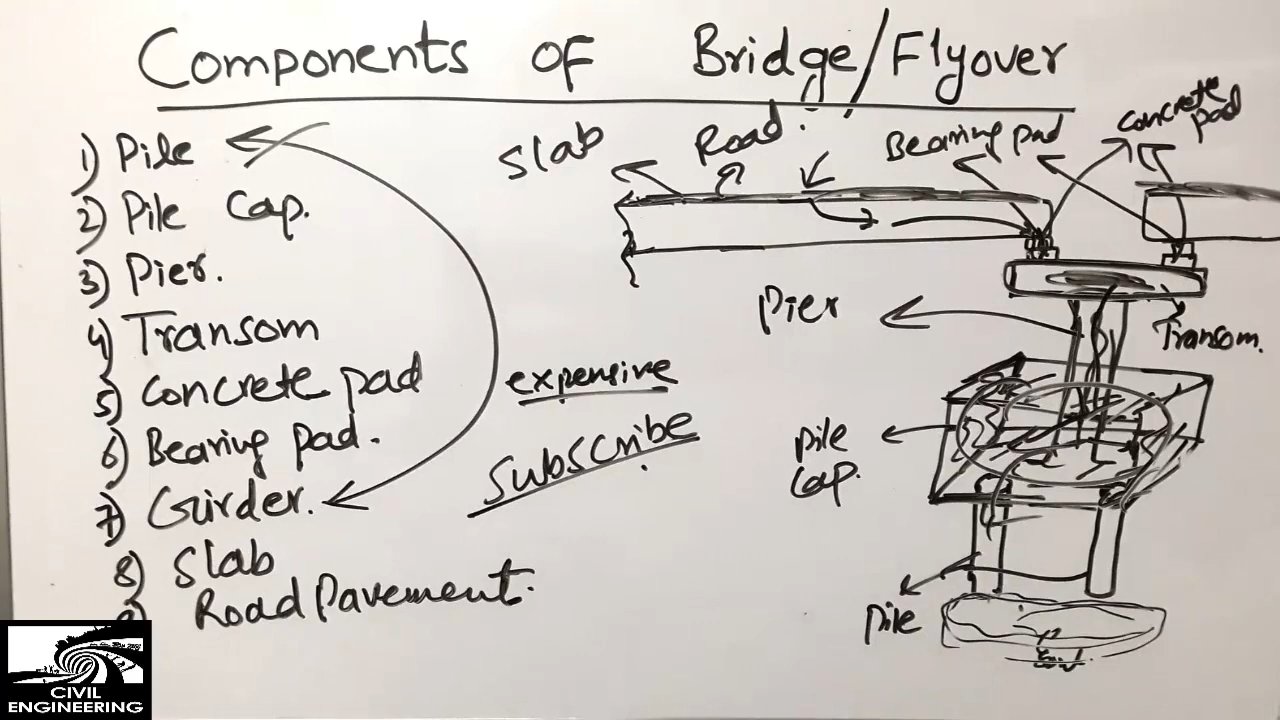 Components of Bridge/Flyover
1) Pile
2) Pile Cap.
3) Pier.
4) Transom
5) Concrete pad
6) Bearing Pad.
7) Girder.
8) Slab
9) Road Pavement.
expensive
Subscribe
Slab
Road
Bearing pad
Concrete
pad
Pier
Transom.
pile
Cap.
pile
CIVIL
ENGINEERING